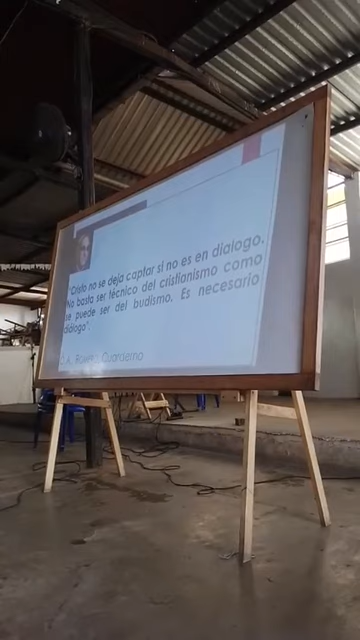 "Cristo no se deja captar si no es en dialogo.
No basta ser técnico del cristianismo como
se puede ser del budismo. Es necesario
diálogo".
Cuaderno